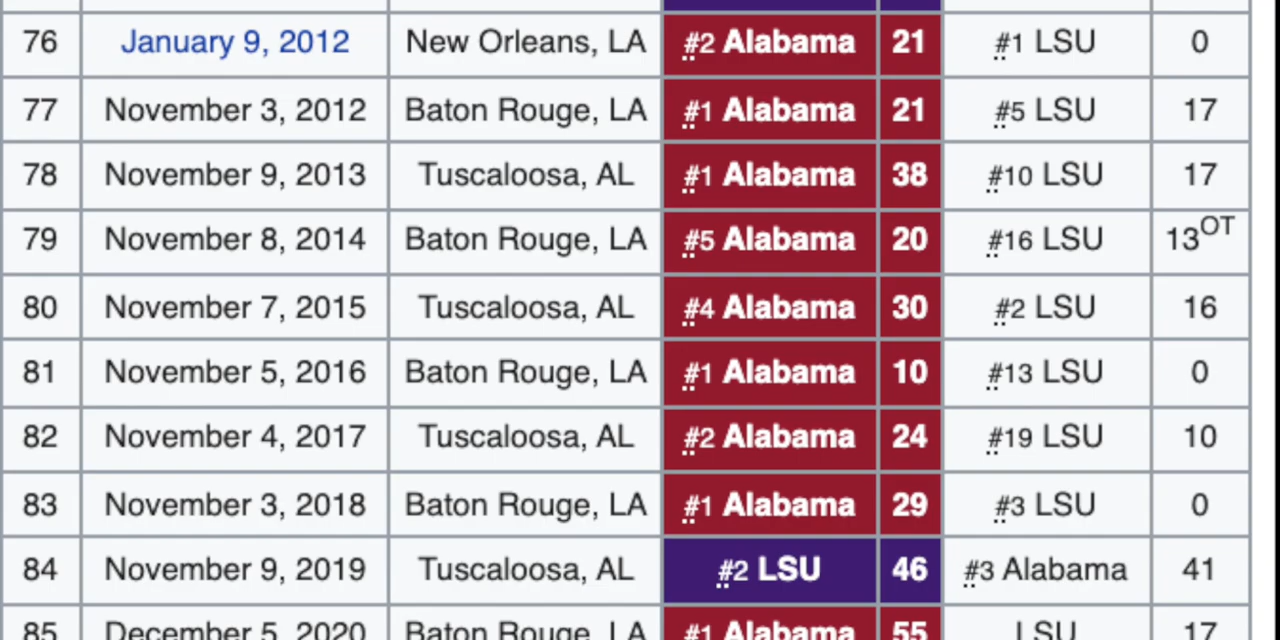 76 January 9, 2012 New Orleans, LA #2 Alabama 21 #1 LSU 0
77 November 3, 2012 Baton Rouge, LA #1 Alabama 21 #5 LSU 17
78 November 9, 2013 Tuscaloosa, AL #1 Alabama 38 #10 LSU 17
79 November 8, 2014 Baton Rouge, LA #5 Alabama 20 #16 LSU 13OT
80 November 7, 2015 Tuscaloosa, AL #4 Alabama 30 #2 LSU 16
81 November 5, 2016 Baton Rouge, LA #1 Alabama 10 #13 LSU 0
82 November 4, 2017 Tuscaloosa, AL #2 Alabama 24 #19 LSU 10
83 November 3, 2018 Baton Rouge, LA #1 Alabama 29 #3 LSU 0
84 November 9, 2019 Tuscaloosa, AL #2 LSU 46 #3 Alabama 41
85 December 5, 2020 Baton Rouge, LA #1 Alabama 55 LSU 17